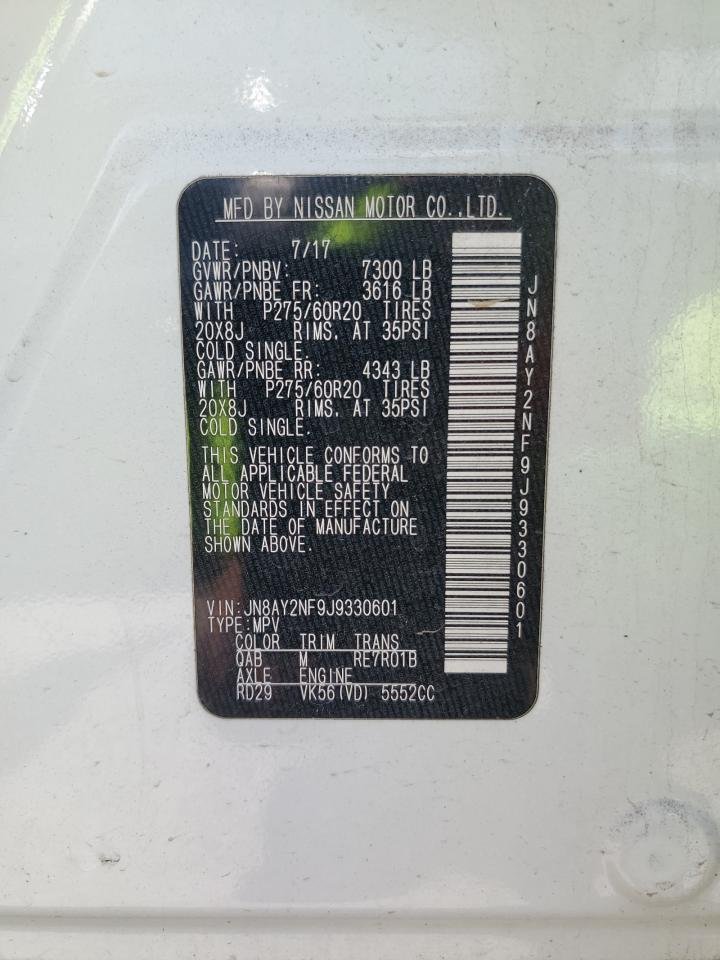 MFD BY NISSAN MOTOR CO.,LTD.
DATE: 7/17
GVWR/PNBV: 7300 LB
GAWR/PNBE FR: 3616 LB
WITH P275/60R20 TIRES
20X8J RIMS. AT 35PSI
COLD SINGLE.
GAWR/PNBE RR: 4343 LB
WITH P275/60R20 TIRES
20X8J RIMS. AT 35PSI
COLD SINGLE.
THIS VEHICLE CONFORMS TO
ALL APPLICABLE FEDERAL
MOTOR VEHICLE SAFETY
STANDARDS IN EFFECT ON
THE DATE OF MANUFACTURE
SHOWN ABOVE.
VIN:JN8AY2NF9J9330601
TYPE:MPV
COLOR TRIM TRANS
QAB M RE7R01B
AXLE ENGINE
RD29 VK56(VD) 5552CC
JN8AY2NF9J9330601